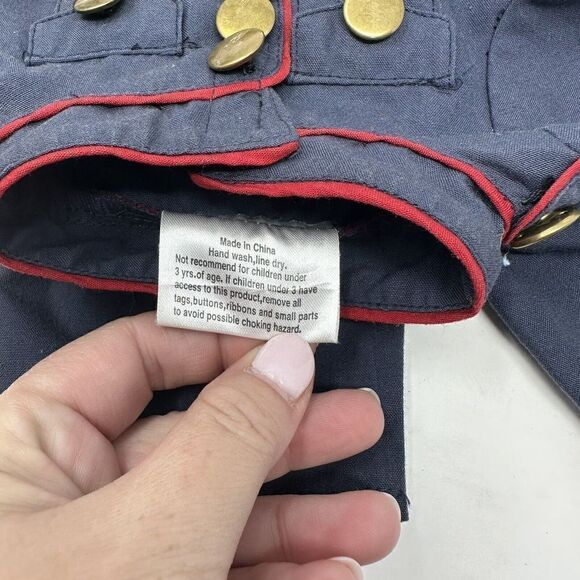 Made in China
Hand wash,line dry.
Not recommend for children under
3 yrs.of age. If children under 3 have
access to this product,remove all
tags,buttons,ribbons and small parts
to avoid possible choking hazard.